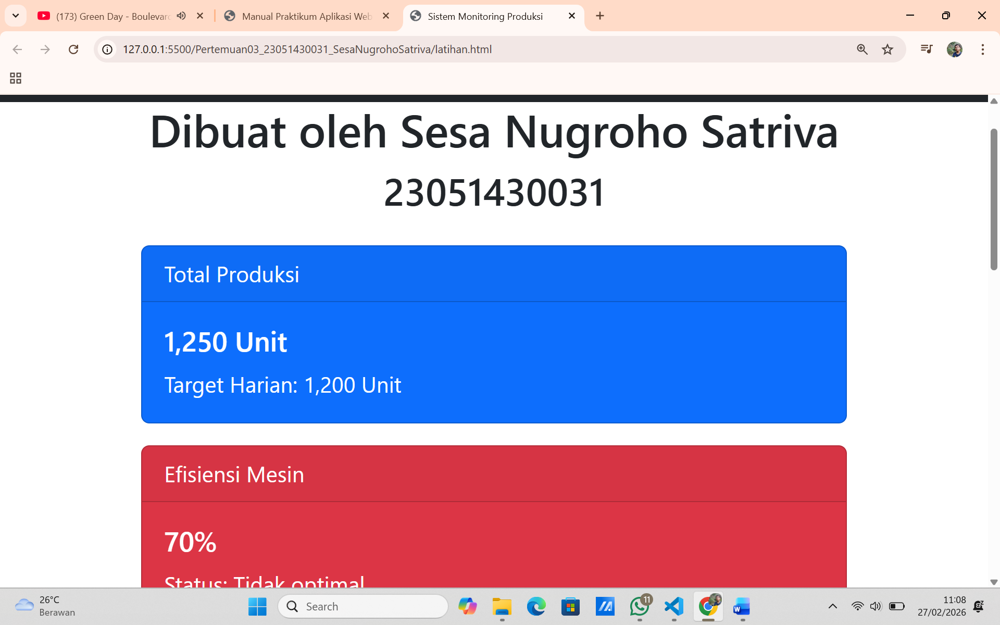 (173) Green Day - Boulevard
Manual Praktikum Aplikasi Web
Sistem Monitoring Produksi
127.0.0.1:5500/Pertemuan03_23051430031_SesaNugrohoSatriva/latihan.html
Dibuat oleh Sesa Nugroho Satriva
23051430031
Total Produksi
1,250 Unit
Target Harian: 1,200 Unit
Efisiensi Mesin
70%
Status: Tidak optimal
26°C
Berawan
Search
11
11:08
27/02/2026